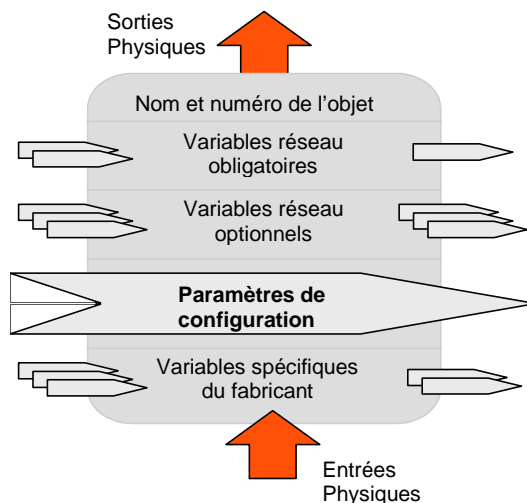 Sorties
Physiques
Nom et numéro de l’objet
Variables réseau
obligatoires
Variables réseau
optionnels
Paramètres de
configuration
Variables spécifiques
du fabricant
Entrées
Physiques